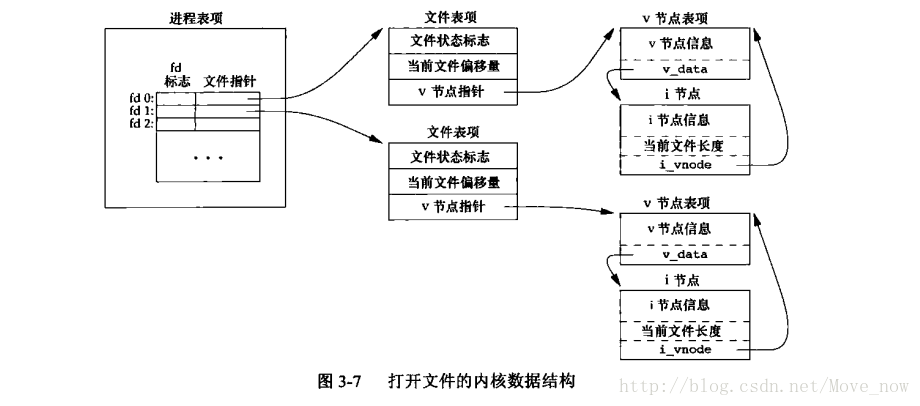 进程表项
fd
标志 文件指针
fd 0:
fd 1:
fd 2:
...
文件表项
文件状态标志
当前文件偏移量
v 节点指针
文件表项
文件状态标志
当前文件偏移量
v 节点指针
v 节点表项
v 节点信息
v_data
i 节点
i 节点信息
当前文件长度
i_vnode
v 节点表项
v 节点信息
v_data
i 节点
i 节点信息
当前文件长度
i_vnode
图 3-7 打开文件的内核数据结构
http://blog.csdn.net/Move_now